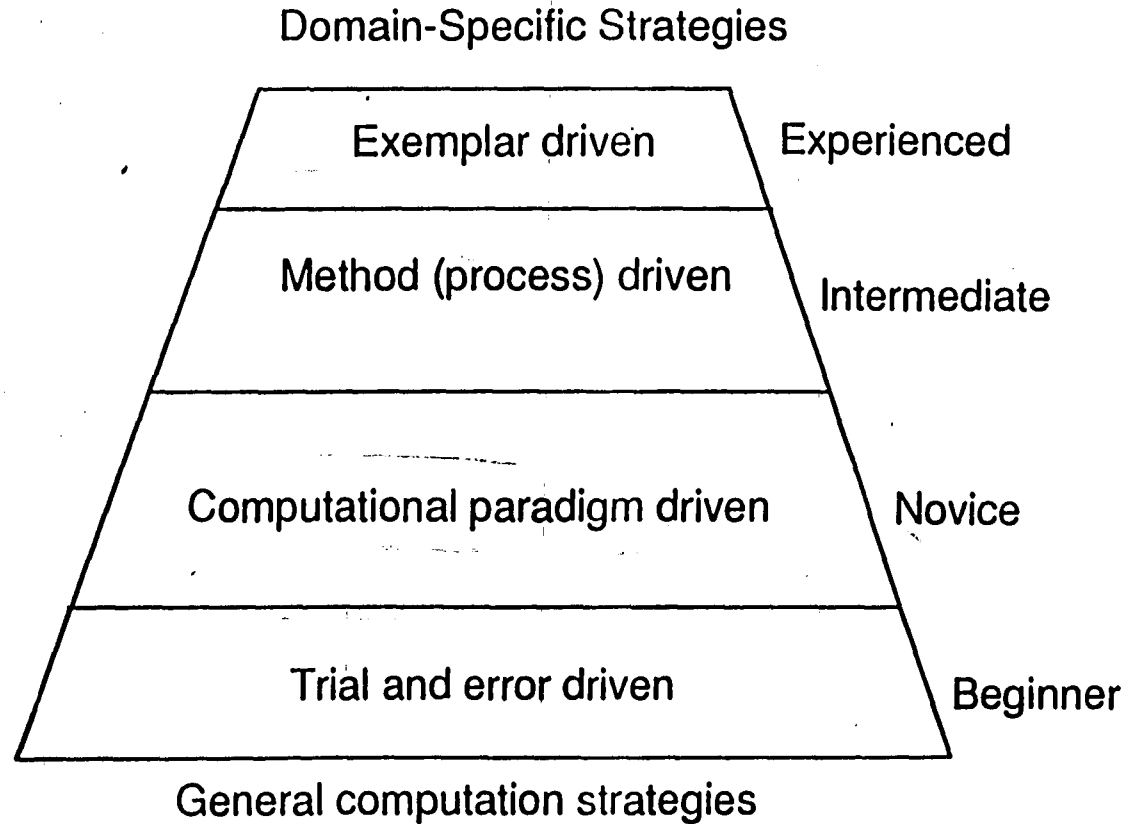 Domain-Specific Strategies
Exemplar driven
Experienced
Method (process) driven
Intermediate
Computational paradigm driven
Novice
Trial and error driven
Beginner
General computation strategies